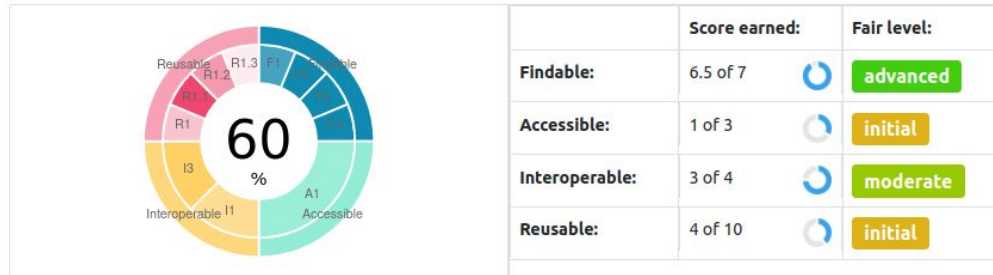 Reusable
Findable
R1.3
F1
R1.2
R1.1
R1
60
%
I3
A1
I1
Interoperable
Accessible
Score earned:
Fair level:
Findable:
6.5 of 7
advanced
Accessible:
1 of 3
initial
Interoperable:
3 of 4
moderate
Reusable:
4 of 10
initial